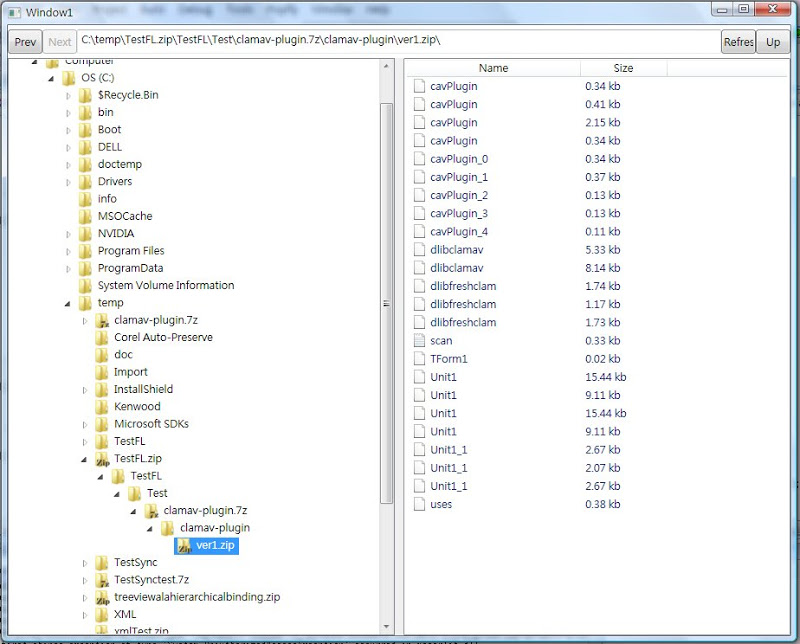 Window1
Prev Next C:\temp\TestFL.zip\TestFL\Test\clamav-plugin.7z\clamav-plugin\ver1.zip\ Refres Up
Computer
OS (C:)
$Recycle.Bin
bin
Boot
DELL
doctemp
Drivers
info
MSOCache
NVIDIA
Program Files
ProgramData
System Volume Information
temp
clamav-plugin.7z
Corel Auto-Preserve
doc
Import
InstallShield
Kenwood
Microsoft SDKs
TestFL
TestFL.zip
TestFL
Test
clamav-plugin.7z
clamav-plugin
ver1.zip
TestSync
TestSynctest.7z
treeviewalahierarchicalbinding.zip
XML
xmlTest.zip
Name Size
cavPlugin 0.34 kb
cavPlugin 0.41 kb
cavPlugin 2.15 kb
cavPlugin 0.34 kb
cavPlugin_0 0.34 kb
cavPlugin_1 0.37 kb
cavPlugin_2 0.13 kb
cavPlugin_3 0.13 kb
cavPlugin_4 0.11 kb
dlibclamav 5.33 kb
dlibclamav 8.14 kb
dlibfreshclam 1.74 kb
dlibfreshclam 1.17 kb
dlibfreshclam 1.73 kb
scan 0.33 kb
TForm1 0.02 kb
Unit1 15.44 kb
Unit1 9.11 kb
Unit1 15.44 kb
Unit1 9.11 kb
Unit1_1 2.67 kb
Unit1_1 2.07 kb
Unit1_1 2.67 kb
uses 0.38 kb